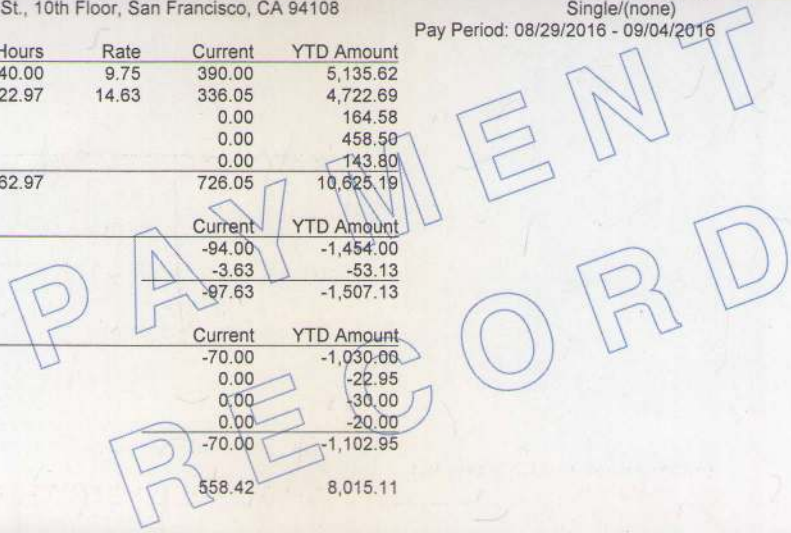 St., 10th Floor, San Francisco, CA 94108
Single/(none)
Pay Period: 08/29/2016 - 09/04/2016
Hours Rate Current YTD Amount
40.00 9.75 390.00 5,135.62
22.97 14.63 336.05 4,722.69
0.00 164.58
0.00 458.50
0.00 143.80
62.97 726.05 10,625.19
Current YTD Amount
-94.00 -1,454.00
-3.63 -53.13
-97.63 -1,507.13
Current YTD Amount
-70.00 -1,030.00
0.00 -22.95
0.00 -30.00
0.00 -20.00
-70.00 -1,102.95
558.42 8,015.11
PAYMENT
RECORD